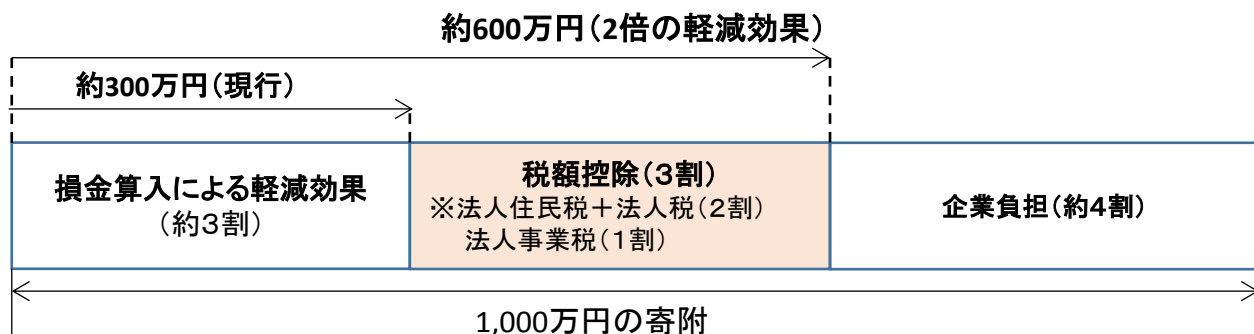 約600万円（2倍の軽減効果）
約300万円（現行）
損金算入による軽減効果
（約３割）
税額控除（３割）
※法人住民税＋法人税（２割）
法人事業税（１割）
企業負担（約４割）
1,000万円の寄附